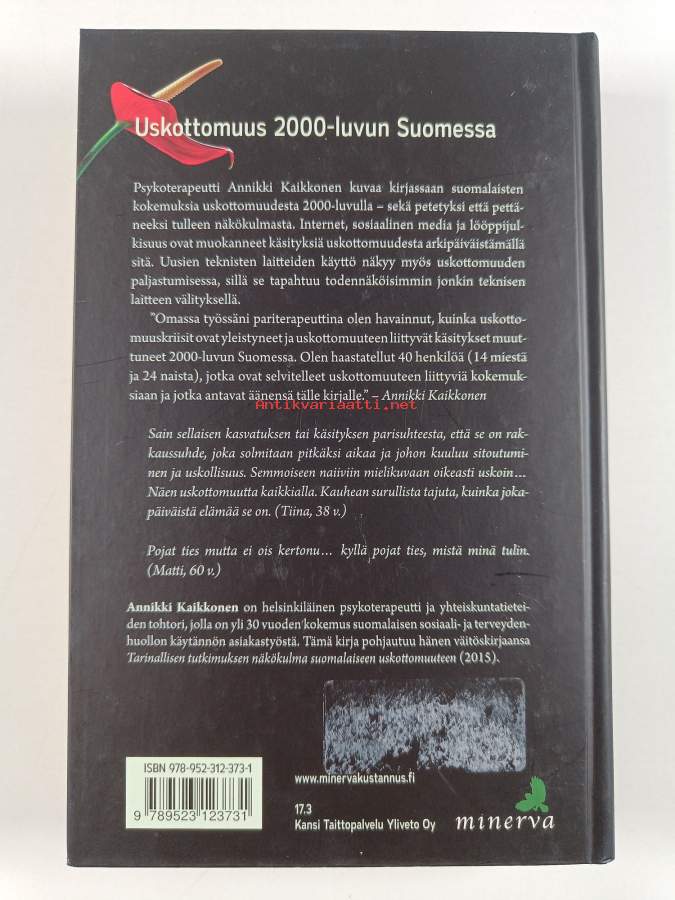 Uskottomuus 2000-luvun Suomessa
Psykoterapeutti Annikki Kaikkonen kuvaa kirjassaan suomalaisten
kokemuksia uskottomuudesta 2000-luvulla – sekä petetyksi että pettä-
neeksi tulleen näkökulmasta. Internet, sosiaalinen media ja lööppijul-
kisuus ovat muokanneet käsityksiä uskottomuudesta arkipäiväistämällä
sitä. Uusien teknisten laitteiden käyttö näkyy myös uskottomuuden
paljastumisessa, sillä se tapahtuu todennäköisimmin jonkin teknisen
laitteen välityksellä.
"Omassa työssäni pariterapeuttina olen havainnut, kuinka uskotto-
muuskriisit ovat yleistyneet ja uskottomuuteen liittyvät käsitykset muut-
tuneet 2000-luvun Suomessa. Olen haastatellut 40 henkilöä (14 miestä
ja 24 naista), jotka ovat selvitelleet uskottomuuteen liittyviä kokemuk-
siaan ja jotka antavat äänensä tälle kirjalle." – Annikki Kaikkonen
Antikvariaatti.net
Sain sellaisen kasvatuksen tai käsityksen parisuhteesta, että se on rak-
kaussuhde, joka solmitaan pitkäksi aikaa ja johon kuuluu sitoutumi-
nen ja uskollisuus. Semmoiseen naiiviin mielikuvaan oikeasti uskoin...
Näen uskottomuutta kaikkialla. Kauhean surullista tajuta, kuinka joka-
päiväistä elämää se on. (Tiina, 38 v.)
Pojat ties mutta ei ois kertonu... kyllä pojat ties, mistä minä tulin.
(Matti, 60 v.)
Annikki Kaikkonen on helsinkiläinen psykoterapeutti ja yhteiskuntatietei-
den tohtori, jolla on yli 30 vuoden kokemus suomalaisen sosiaali- ja terveyden-
huollon käytännön asiakastyöstä. Tämä kirja pohjautuu hänen väitöskirjaansa
Tarinallisen tutkimuksen näkökulma suomalaiseen uskottomuuteen (2015).
ISBN 978-952-312-373-1
9 789523 123731
www.minervakustannus.fi
17.3
Kansi Taittopalvelu Yliveto Oy
minerva